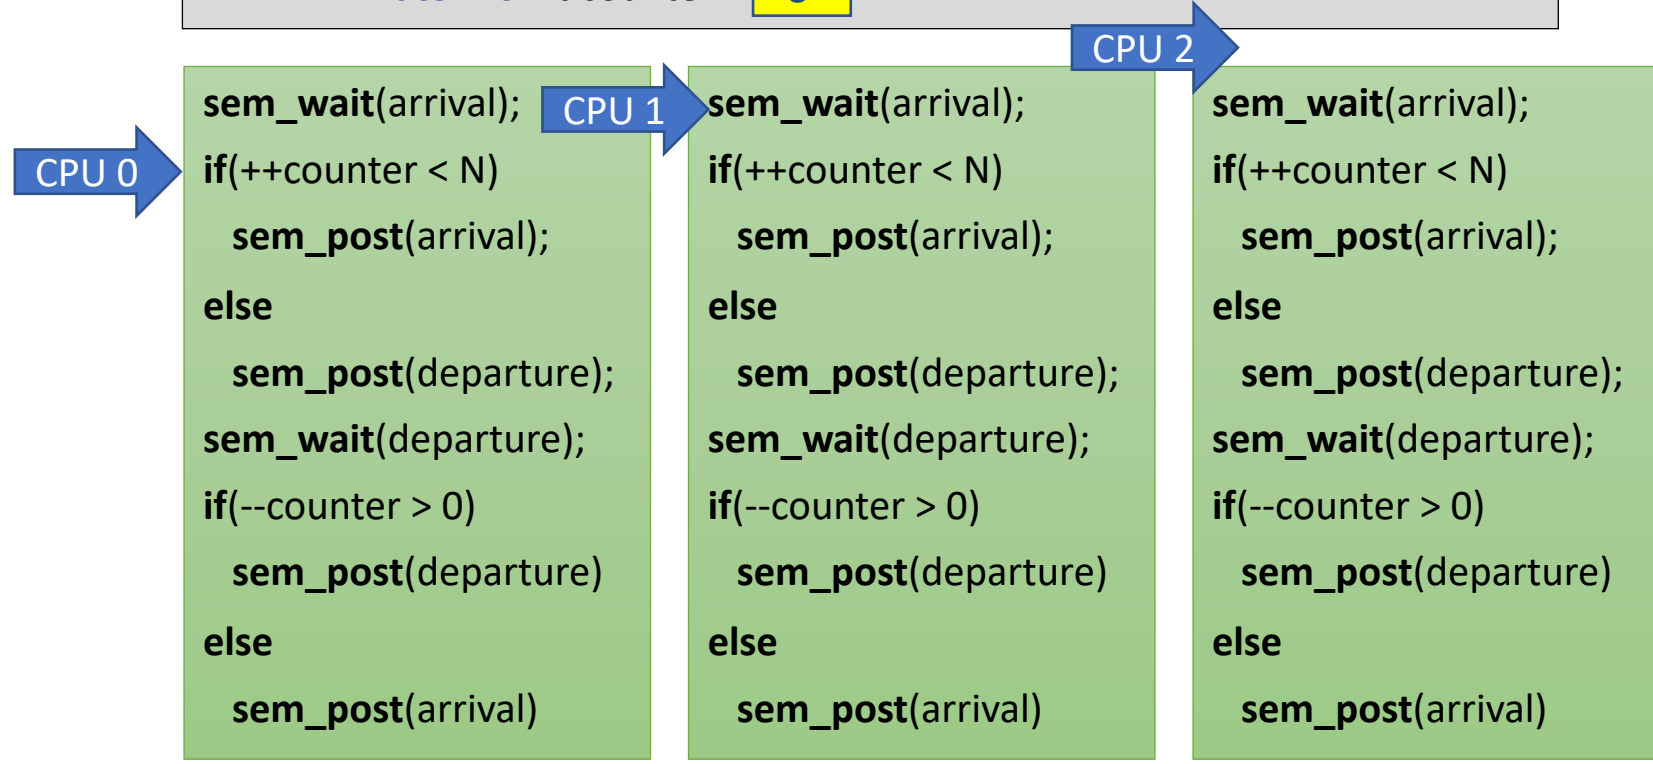 CPU 2
CPU 0
CPU 1
sem_wait(arrival);
if(++counter < N)
sem_post(arrival);
else
sem_post(departure);
sem_wait(departure);
if(--counter > 0)
sem_post(departure)
else
sem_post(arrival)
sem_wait(arrival);
if(++counter < N)
sem_post(arrival);
else
sem_post(departure);
sem_wait(departure);
if(--counter > 0)
sem_post(departure)
else
sem_post(arrival)
sem_wait(arrival);
if(++counter < N)
sem_post(arrival);
else
sem_post(departure);
sem_wait(departure);
if(--counter > 0)
sem_post(departure)
else
sem_post(arrival)